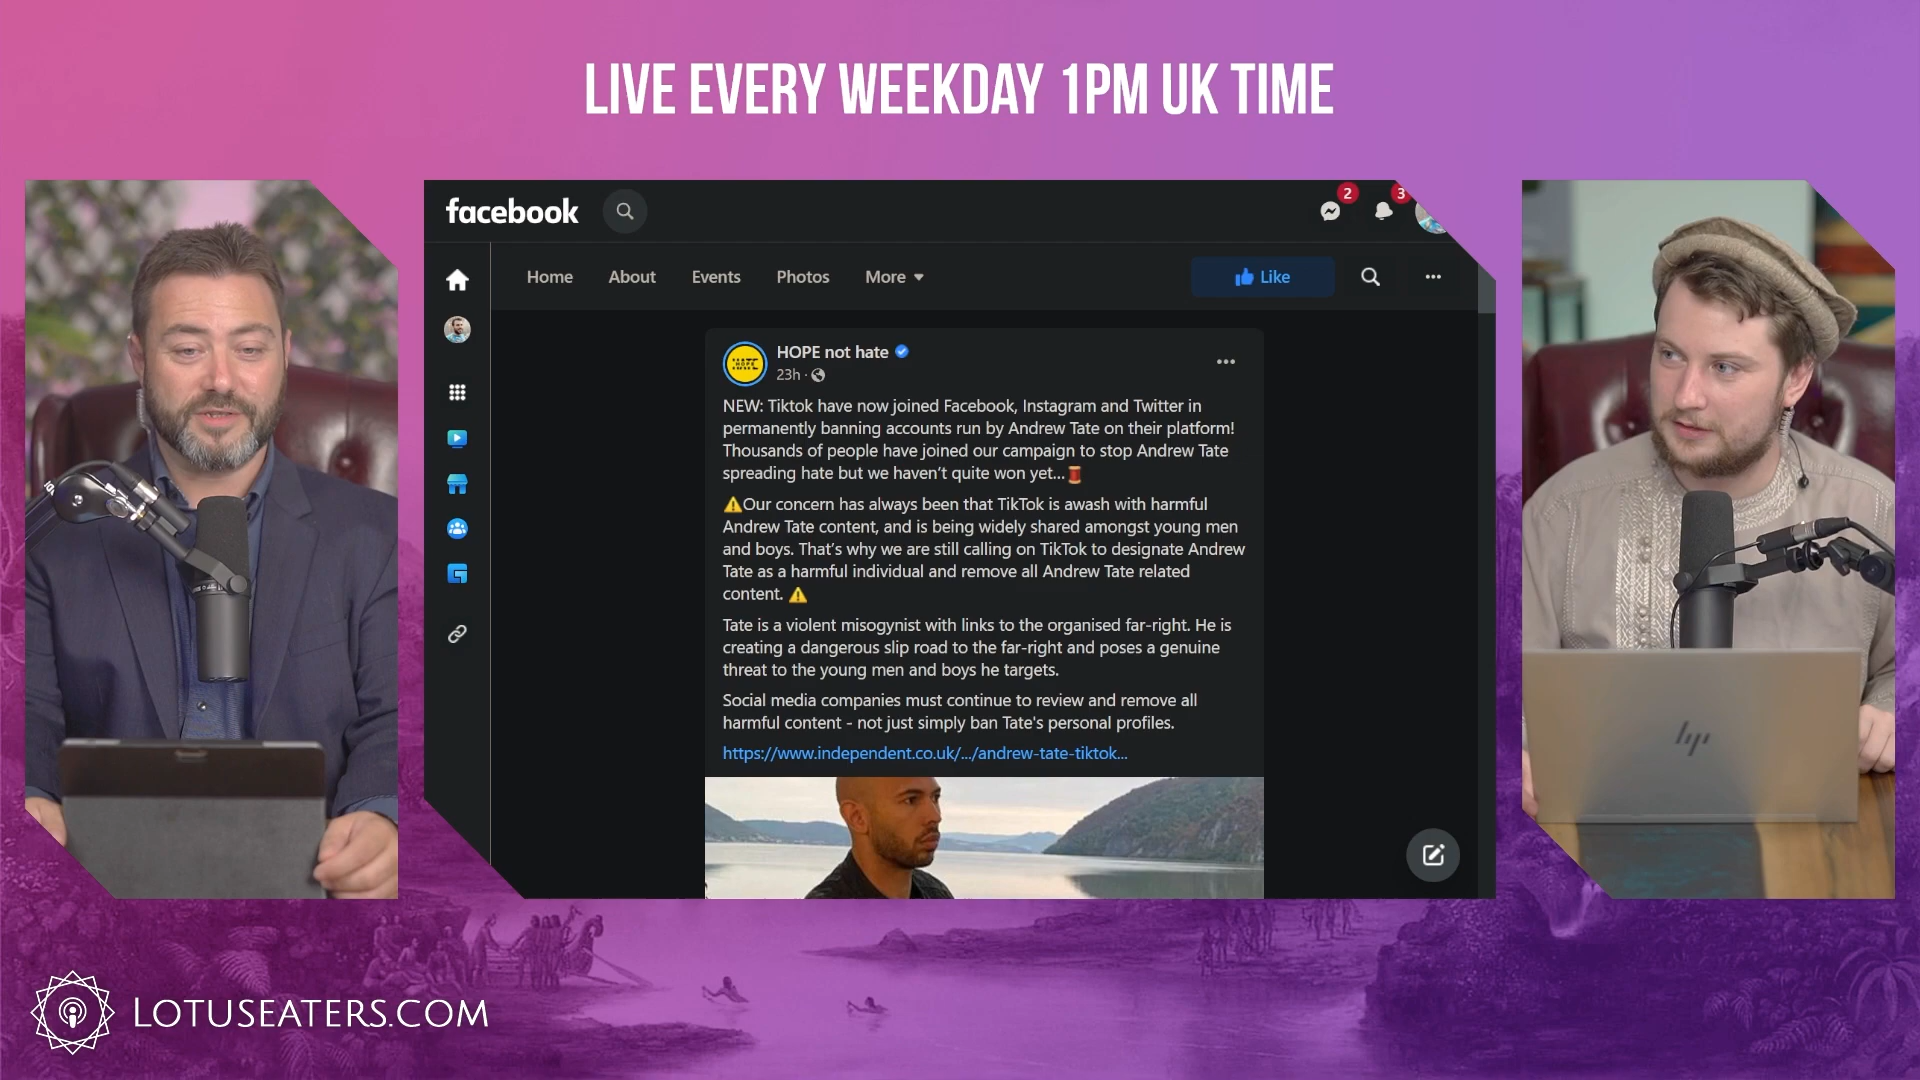 LIVE EVERY WEEKDAY 1PM UK TIME
facebook
2
3
Home About Events Photos More
Like
HATE
HOPE
HOPE not hate
23h ·
NEW: Tiktok have now joined Facebook, Instagram and Twitter in
permanently banning accounts run by Andrew Tate on their platform!
Thousands of people have joined our campaign to stop Andrew Tate
spreading hate but we haven't quite won yet...🧵
⚠️Our concern has always been that TikTok is awash with harmful
Andrew Tate content, and is being widely shared amongst young men
and boys. That's why we are still calling on TikTok to designate Andrew
Tate as a harmful individual and remove all Andrew Tate related
content. ⚠️
Tate is a violent misogynist with links to the organised far-right. He is
creating a dangerous slip road to the far-right and poses a genuine
threat to the young men and boys he targets.
Social media companies must continue to review and remove all
harmful content - not just simply ban Tate's personal profiles.
https://www.independent.co.uk/.../andrew-tate-tiktok...
hp
LOTUSEATERS.COM